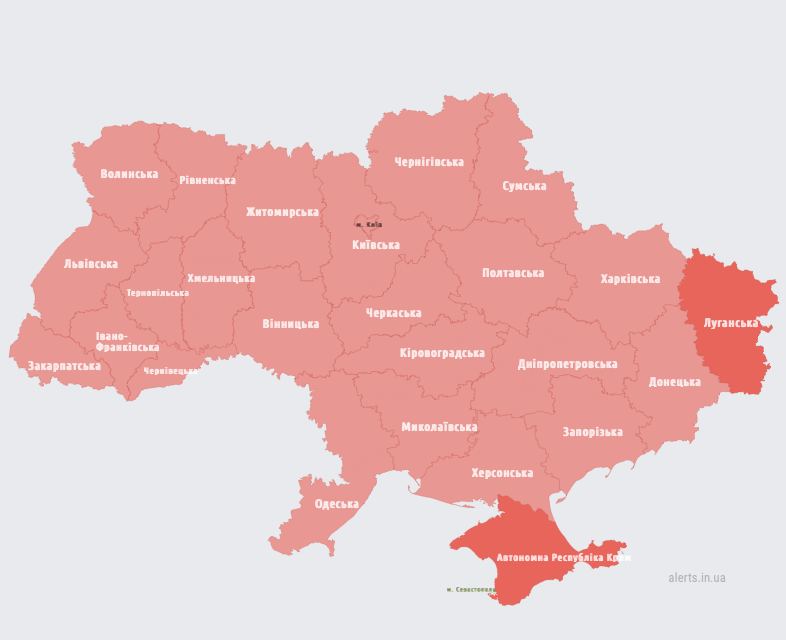 Чернігівська
Волинська
Рівненська
Сумська
Житомирська
м. Київ
Київська
Львівська
Полтавська
Хмельницька
Харківська
Тернопільська
Черкаська
Вінницька
Луганська
Івано-
Франківська
Кіровоградська
Закарпатська
Чернівецька
Дніпропетровська
Донецька
Миколаївська
Запорізька
Херсонська
Одеська
Автономна Республіка Крим
alerts.in.ua
м. Севастополь